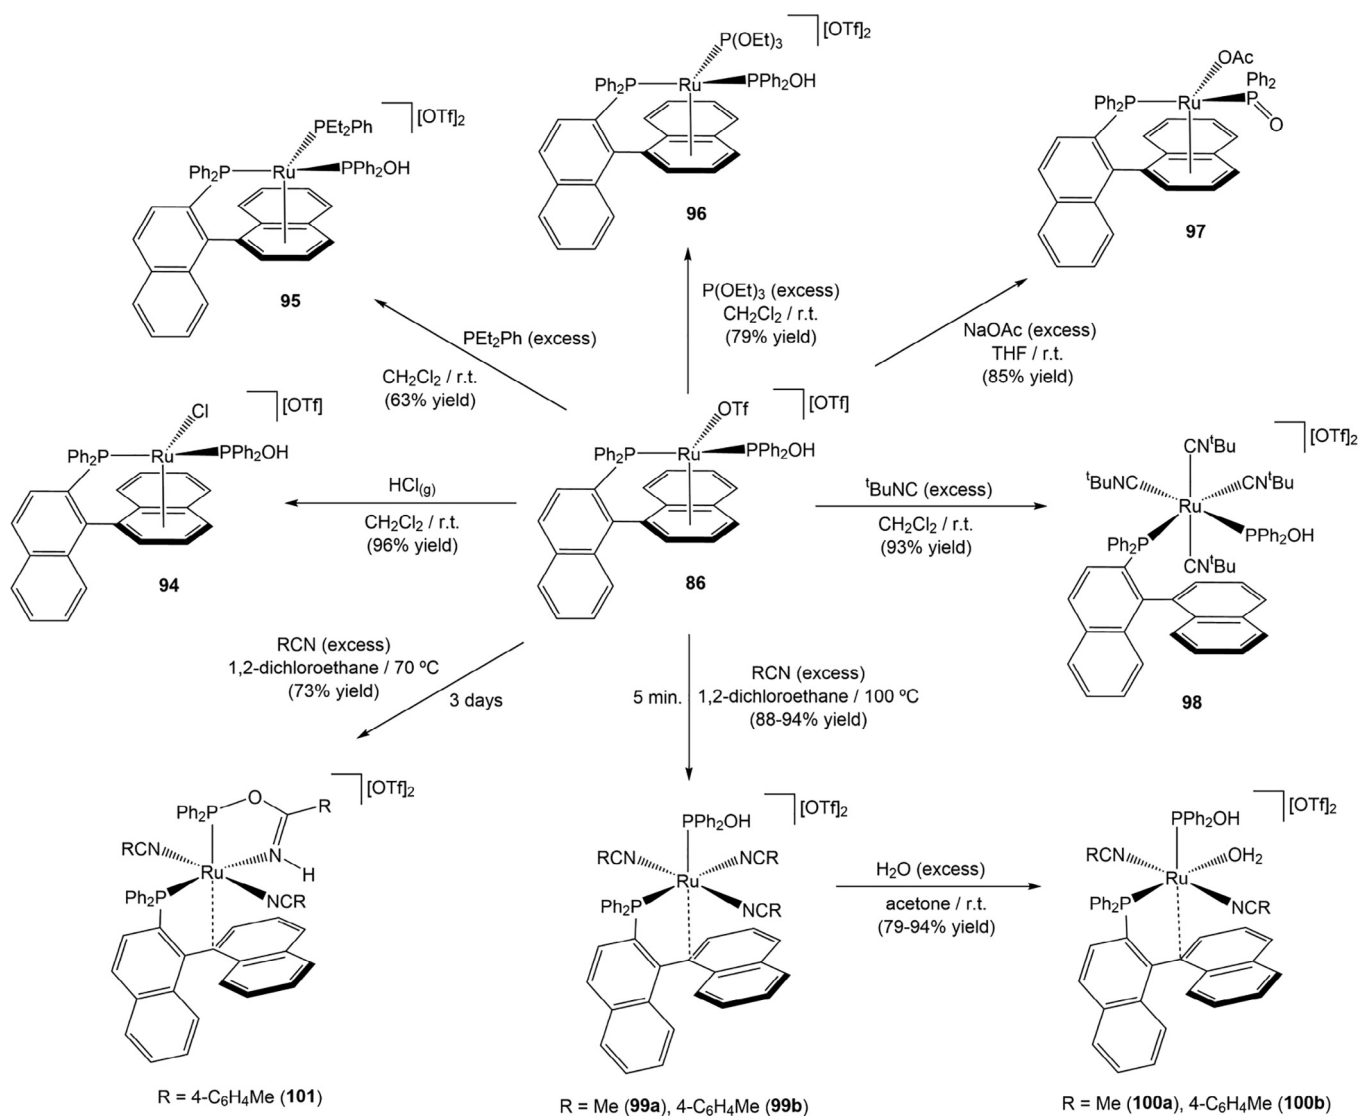 P(OEt)3
[OTf]2
Ph2P
Ru
PPh2OH
96
OAc
Ph2
Ph2P
Ru
P
O
97
[OTf]2
PEt2Ph
Ph2P
Ru
PPh2OH
95
P(OEt)3 (excess)
CH2Cl2 / r.t.
(79% yield)
PEt2Ph (excess)
CH2Cl2 / r.t.
(63% yield)
NaOAc (excess)
THF / r.t.
(85% yield)
Cl
[OTf]
Ph2P
Ru
PPh2OH
94
HCl(g)
CH2Cl2 / r.t.
(96% yield)
OTf
[OTf]
Ph2P
Ru
PPh2OH
86
tBuNC (excess)
CH2Cl2 / r.t.
(93% yield)
[OTf]2
CNtBu
tBuNC
CNtBu
Ru
PPh2OH
Ph2P
CNtBu
98
RCN (excess)
1,2-dichloroethane / 70 ºC
(73% yield)
3 days
5 min.
RCN (excess)
1,2-dichloroethane / 100 ºC
(88-94% yield)
[OTf]2
Ph2P
O
R
RCN
N
H
Ru
Ph2P
NCR
R = 4-C6H4Me (101)
[OTf]2
PPh2OH
RCN
NCR
Ru
Ph2P
NCR
R = Me (99a), 4-C6H4Me (99b)
H2O (excess)
acetone / r.t.
(79-94% yield)
[OTf]2
PPh2OH
RCN
OH2
Ru
Ph2P
NCR
R = Me (100a), 4-C6H4Me (100b)